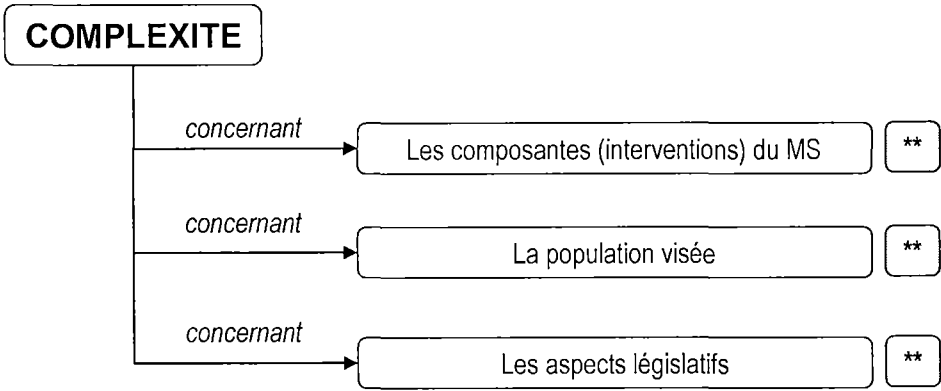 COMPLEXITE
concernant
Les composantes (interventions) du MS **
concernant
La population visée **
concernant
Les aspects législatifs **